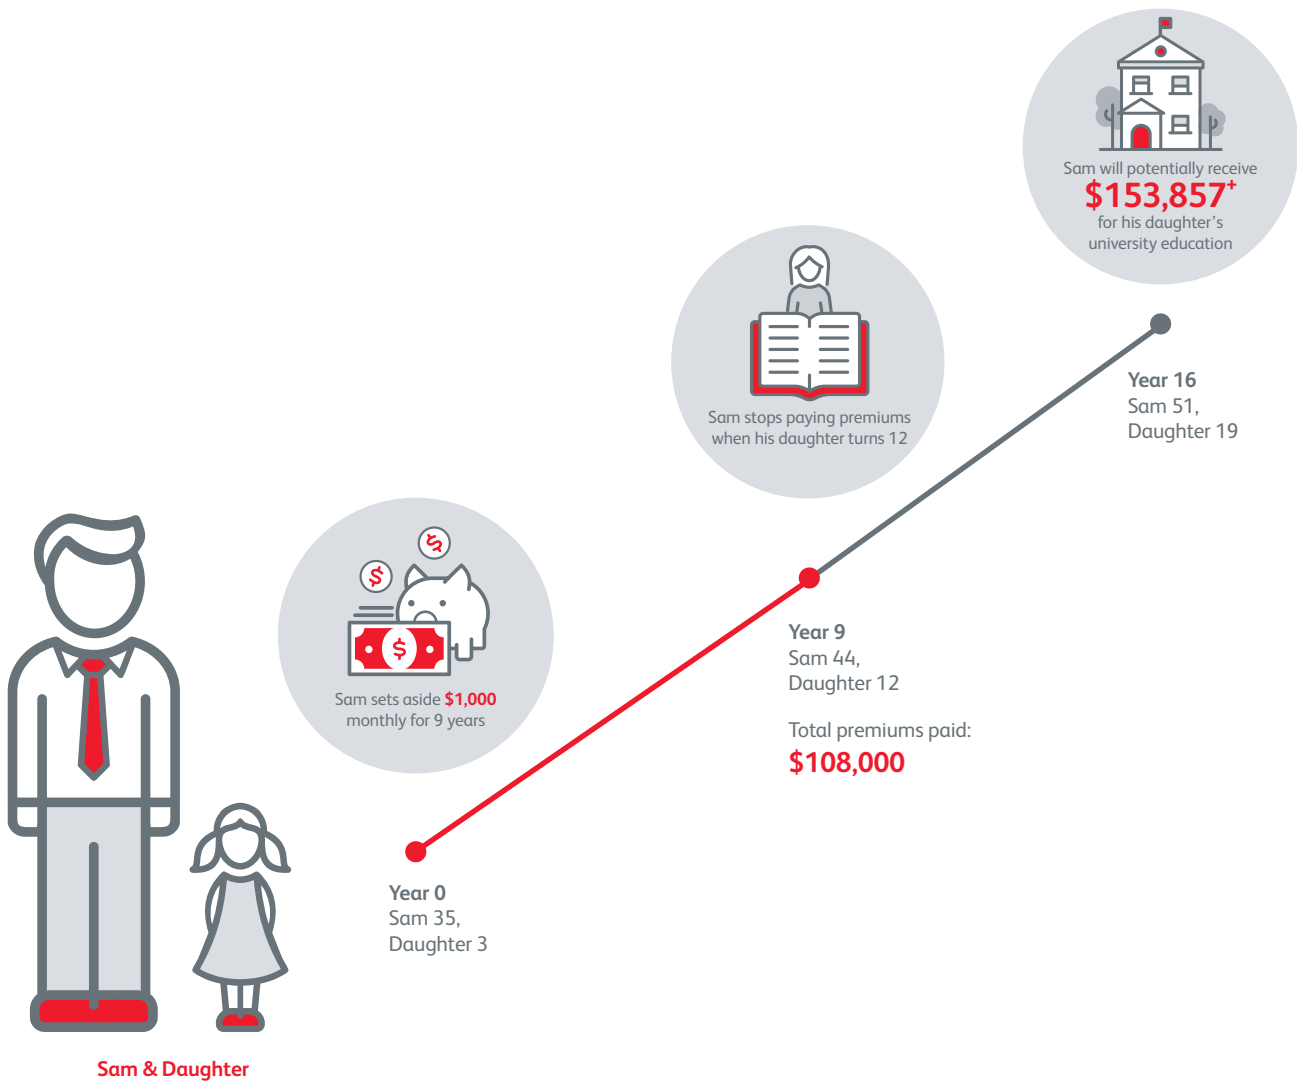 Sam will potentially receive
$153,857+
for his daughter's
university education
Year 16
Sam 51,
Daughter 19
Sam stops paying premiums
when his daughter turns 12
Year 9
Sam 44,
Daughter 12
Total premiums paid:
$108,000
$
$
$
Sam sets aside $1,000
monthly for 9 years
Year 0
Sam 35,
Daughter 3
Sam & Daughter